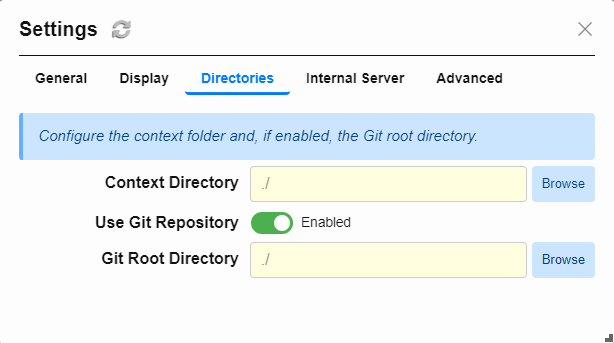 Settings
General Display Directories Internal Server Advanced
Configure the context folder and, if enabled, the Git root directory.
Context Directory ./ Browse
Use Git Repository Enabled
Git Root Directory ./ Browse